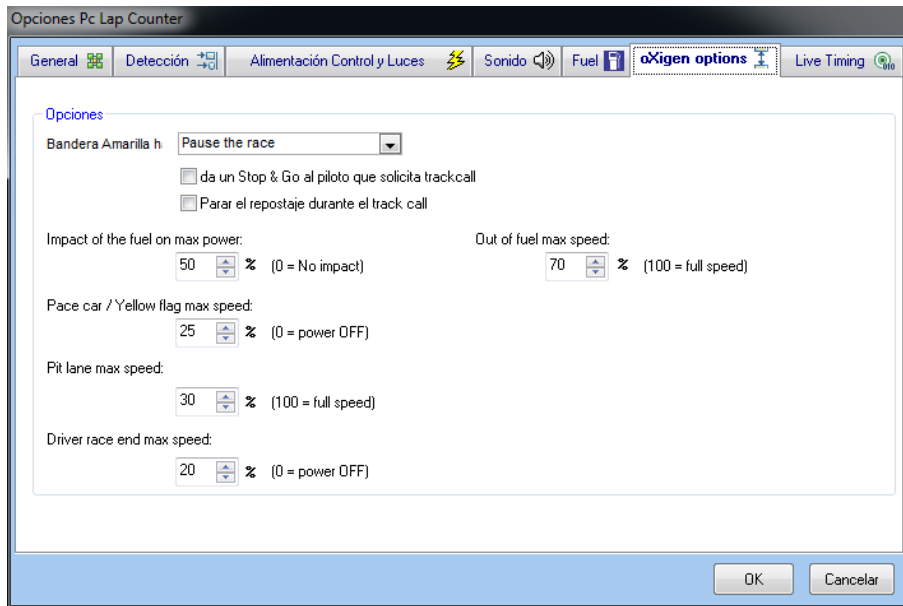 Opciones Pc Lap Counter
General Detección Alimentación Control y Luces Sonido Fuel oXigen options Live Timing
Opciones
Bandera Amarilla h Pause the race
da un Stop & Go al piloto que solicita trackcall
Parar el repostaje durante el track call
Impact of the fuel on max power: Out of fuel max speed:
50 % (0 = No impact) 70 % (100 = full speed)
Pace car / Yellow flag max speed:
25 % (0 = power OFF)
Pit lane max speed:
30 % (100 = full speed)
Driver race end max speed:
20 % (0 = power OFF)
OK Cancelar